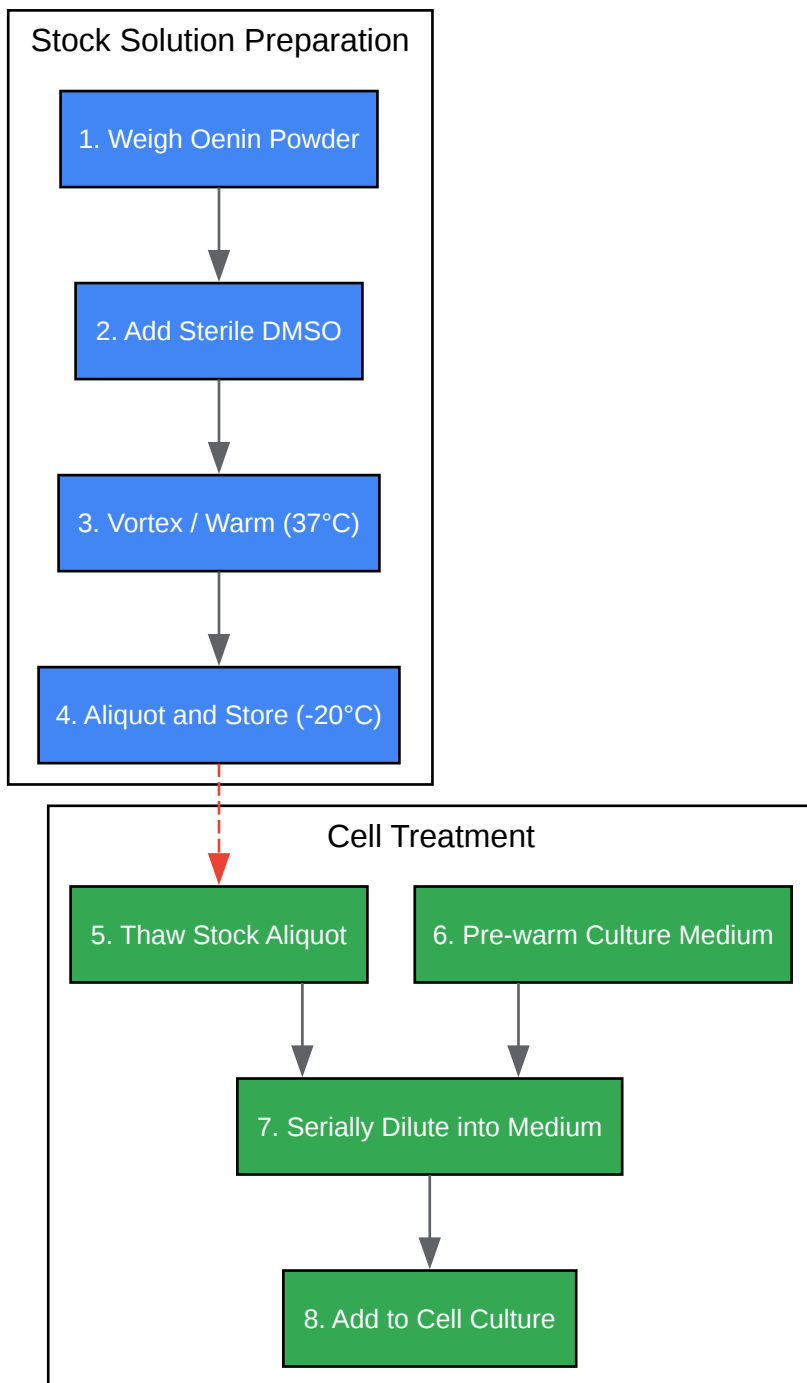 Stock Solution Preparation
1. Weigh Oenin Powder
2. Add Sterile DMSO
3. Vortex / Warm (37°C)
4. Aliquot and Store (-20°C)
Cell Treatment
5. Thaw Stock Aliquot
6. Pre-warm Culture Medium
7. Serially Dilute into Medium
8. Add to Cell Culture